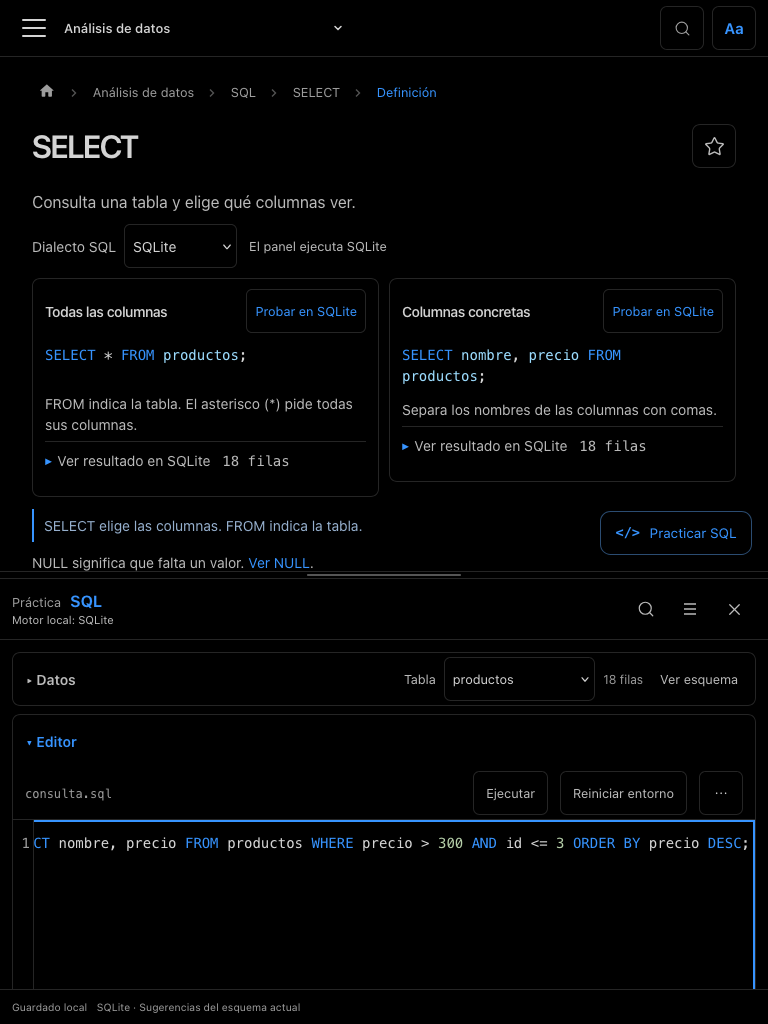 Análisis de datos
Aa
Análisis de datos > SQL > SELECT > Definición
SELECT
Consulta una tabla y elige qué columnas ver.
Dialecto SQL SQLite El panel ejecuta SQLite
Todas las columnas Probar en SQLite
SELECT * FROM productos;
FROM indica la tabla. El asterisco (*) pide todas
sus columnas.
▸ Ver resultado en SQLite 18 filas
Columnas concretas Probar en SQLite
SELECT nombre, precio FROM
productos;
Separa los nombres de las columnas con comas.
▸ Ver resultado en SQLite 18 filas
SELECT elige las columnas. FROM indica la tabla.
</> Practicar SQL
NULL significa que falta un valor. Ver NULL.
Práctica SQL
Motor local: SQLite
▸ Datos Tabla productos 18 filas Ver esquema
▾ Editor
consulta.sql Ejecutar Reiniciar entorno ···
1 CT nombre, precio FROM productos WHERE precio > 300 AND id <= 3 ORDER BY precio DESC;
Guardado local SQLite · Sugerencias del esquema actual